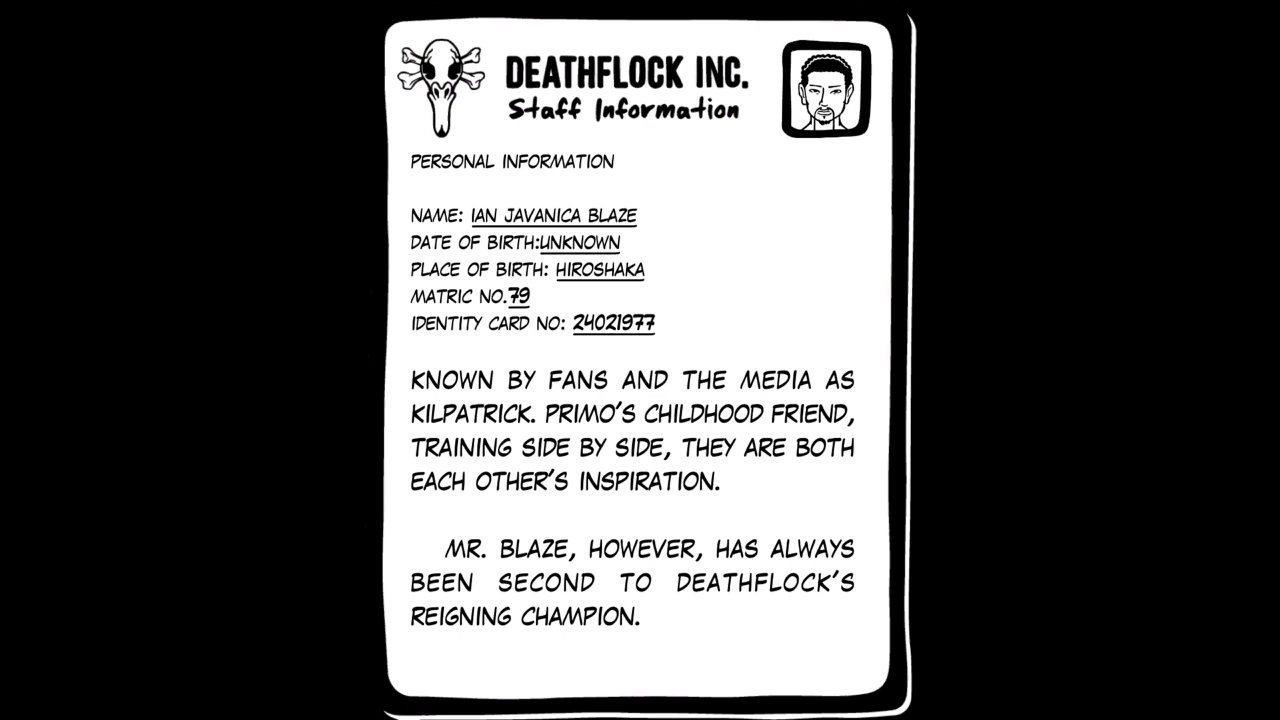 DEATHFLOCK INC.
Staff Information
PERSONAL INFORMATION
NAME: IAN JAVANICA BLAZE
DATE OF BIRTH:UNKNOWN
PLACE OF BIRTH: HIROSHAKA
MATRIC NO.79
IDENTITY CARD NO: 24021977
KNOWN BY FANS AND THE MEDIA AS
KILPATRICK. PRIMO'S CHILDHOOD FRIEND,
TRAINING SIDE BY SIDE, THEY ARE BOTH
EACH OTHER'S INSPIRATION.
MR. BLAZE, HOWEVER, HAS ALWAYS
BEEN SECOND TO DEATHFLOCK'S
REIGNING CHAMPION.